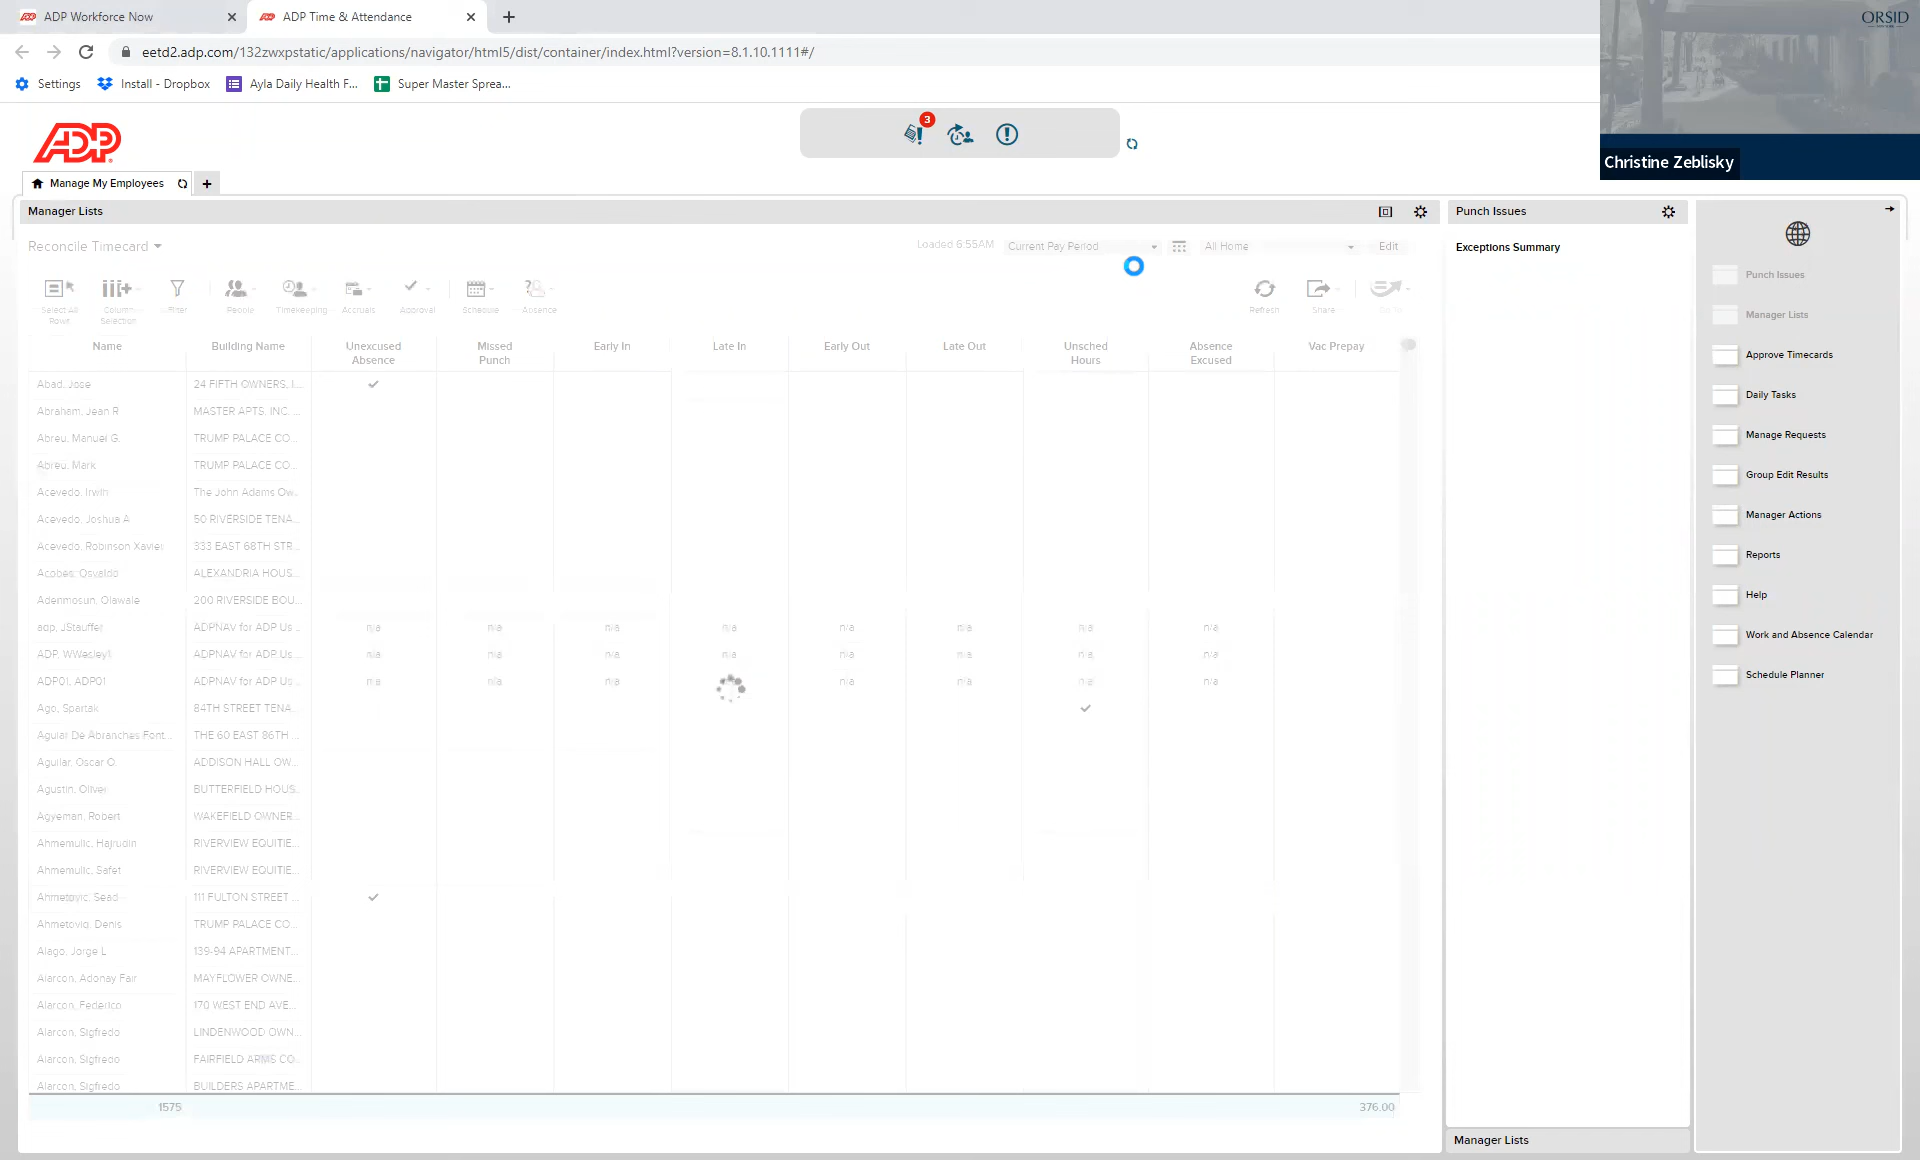 ADP Workforce Now
ADP Time & Attendance
eetd2.adp.com/132zwxpstatic/applications/navigator/html5/dist/container/index.html?version=8.1.10.1111#/
Settings
Install - Dropbox
Ayla Daily Health F...
Super Master Sprea...
ORSID
Christine Zeblisky
ADP
3
Manage My Employees
Manager Lists
Reconcile Timecard
Loaded 6:55AM
Current Pay Period
All Home
Edit
Select All Rows
Column Selection
Filter
People
Timekeeping
Accruals
Approval
Schedule
Absence
Refresh
Share
Go To
Name Building Name Unexcused Absence Missed Punch Early In Late In Early Out Late Out Unsched Hours Absence Excused Vac Prepay
Abad, Jose 24 FIFTH OWNERS, I...
Abraham, Jean R MASTER APTS, INC. ...
Abreu, Manuel G. TRUMP PALACE CO...
Abreu, Mark TRUMP PALACE CO...
Acevedo, Irwin The John Adams Ow...
Acevedo, Joshua A 50 RIVERSIDE TENA...
Acevedo, Robinson Xavier 333 EAST 68TH STR...
Acobes, Osvaldo ALEXANDRIA HOUS...
Adenmosun, Olawale 200 RIVERSIDE BOU...
adp, JStauffer ADPNAV for ADP Us... n/a n/a n/a n/a n/a n/a n/a n/a
ADP, WWesley1 ADPNAV for ADP Us... n/a n/a n/a n/a n/a n/a n/a n/a
ADP01, ADP01 ADPNAV for ADP Us... n/a n/a n/a n/a n/a n/a n/a
Ago, Spartak 84TH STREET TENA...
Aguiar De Abranches Font... THE 60 EAST 86TH ...
Aguilar, Oscar O. ADDISON HALL OW...
Agustin, Oliver BUTTERFIELD HOUS...
Agyeman, Robert WAKEFIELD OWNER...
Ahmemulic, Hajrudin RIVERVIEW EQUITIE...
Ahmemulic, Safet RIVERVIEW EQUITIE...
Ahmetovic, Sead 111 FULTON STREET ...
Ahmetoviq, Denis TRUMP PALACE CO...
Alago, Jorge L 139-94 APARTMENT...
Alarcon, Adonay Fair MAYFLOWER OWNE...
Alarcon, Federico 170 WEST END AVE...
Alarcon, Sigfredo LINDENWOOD OWN...
Alarcon, Sigfredo FAIRFIELD ARMS CO...
Alarcon, Sigfredo BUILDERS APARTME...
1575 376.00
Punch Issues
Exceptions Summary
Manager Lists
Punch Issues
Manager Lists
Approve Timecards
Daily Tasks
Manage Requests
Group Edit Results
Manager Actions
Reports
Help
Work and Absence Calendar
Schedule Planner